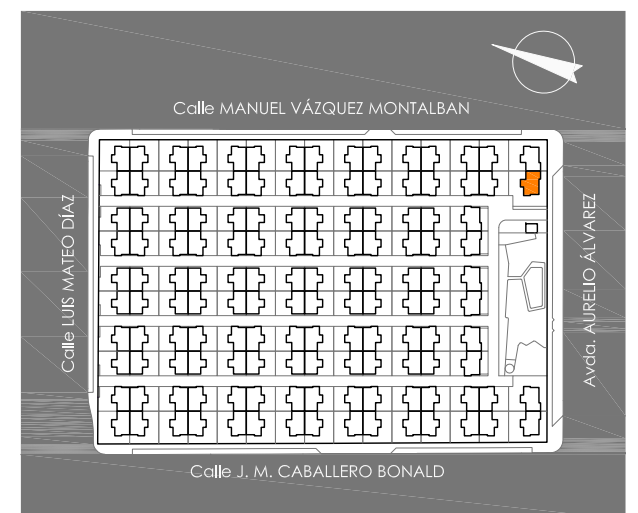 Calle MANUEL VÁZQUEZ MONTALBAN
Calle LUIS MATEO DÍAZ
Avda. AURELIO ÁLVAREZ
Calle J. M. CABALLERO BONALD